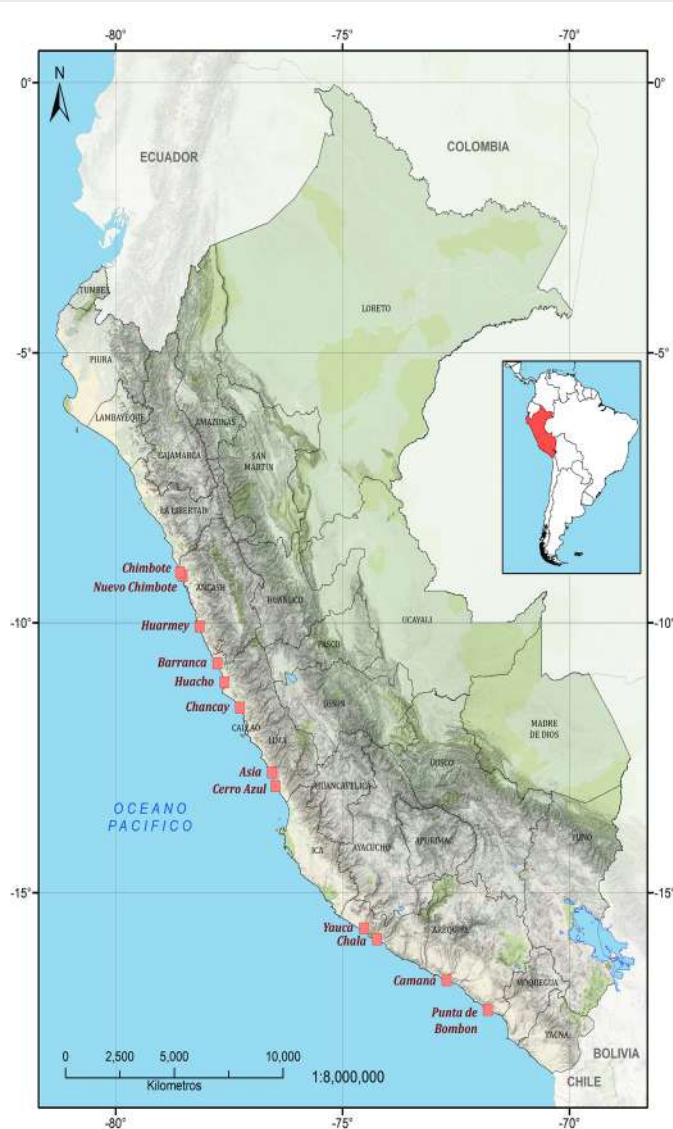 -80° -75° -70°
N
0° 0°
ECUADOR
COLOMBIA
TUMBES
LORETO
-5° -5°
PIURA
LAMBAYEQUE
AMAZONAS
CAJAMARCA
SAN
MARTIN
LA LIBERTAD
Chimbote
Nuevo Chimbote
ANCASH
HUANUCO
UCAYALI
-10° -10°
Huarmey
PASCO
Barranca
Huacho
Chancay
JUNIN
CALLAO
LIMA
MADRE
DE DIOS
Asia
Cerro Azul
CUSCO
HUANCAVELICA
OCEANO
PACIFICO
ICA
AYACUCHO
APURIMAC
PUNO
-15° -15°
Yauca
Chala
AREQUIPA
Camaná
MOQUEGUA
Punta de
Bombon
TACNA
BOLIVIA
CHILE
0 2,500 5,000 10,000
Kilometros
1:8,000,000
-80° -75° -70°